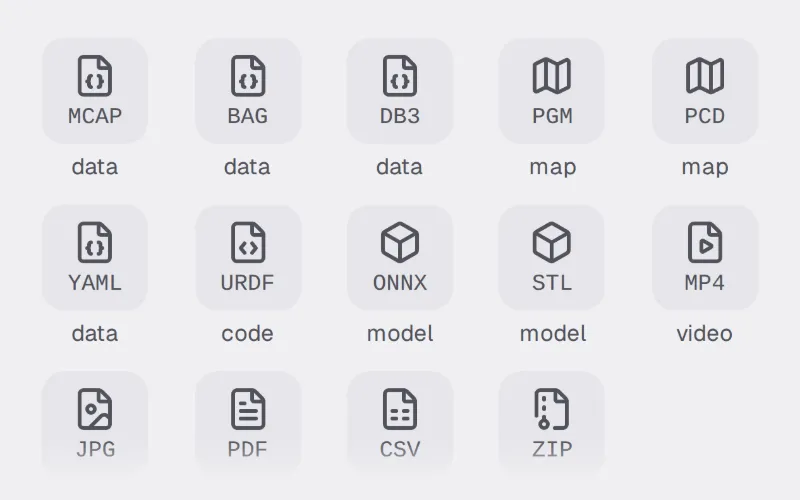 MCAP BAG DB3 PGM PCD
data data data map map
YAML URDF ONNX STL MP4
data code model model video
JPG PDF CSV ZIP